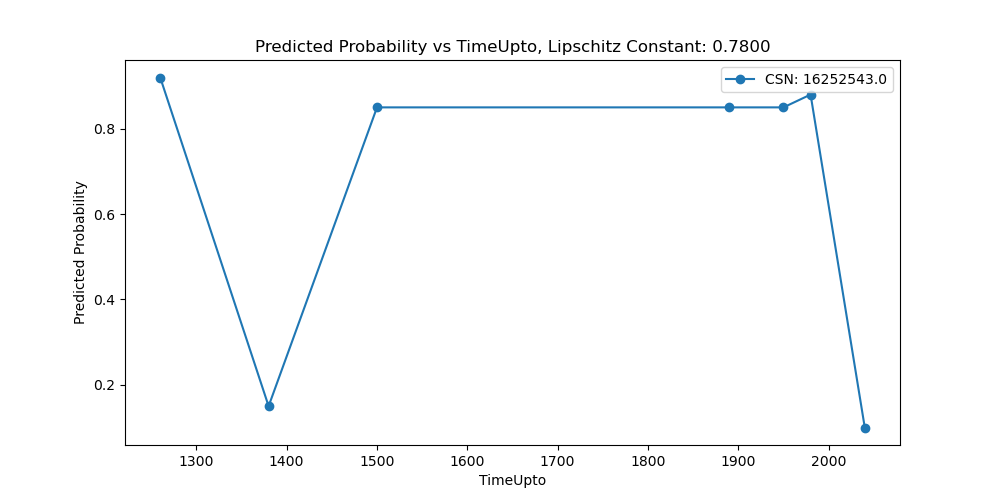 Predicted Probability vs TimeUpto, Lipschitz Constant: 0.7800
CSN: 16252543.0
Predicted Probability
0.8
0.6
0.4
0.2
1300 1400 1500 1600 1700 1800 1900 2000
TimeUpto